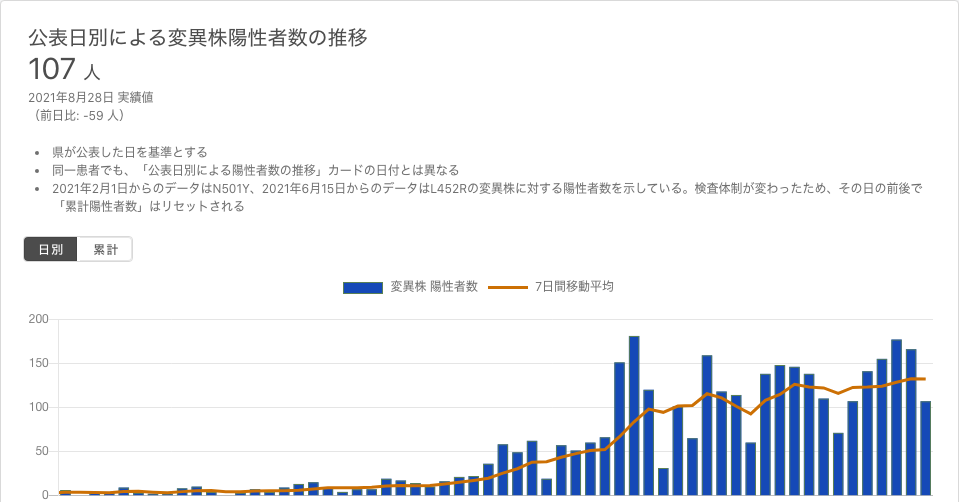 公表日別による変異株陽性者数の推移
107 人
2021年8月28日 実績値
（前日比: -59 人）
• 県が公表した日を基準とする
• 同一患者でも、「公表日別による陽性者数の推移」カードの日付とは異なる
• 2021年2月1日からのデータはN501Y、2021年6月15日からのデータはL452Rの変異株に対する陽性者数を示している。検査体制が変わったため、その日の前後で
「累計陽性者数」はリセットされる
日別 累計
変異株 陽性者数 7日間移動平均
200
150
100
50
0